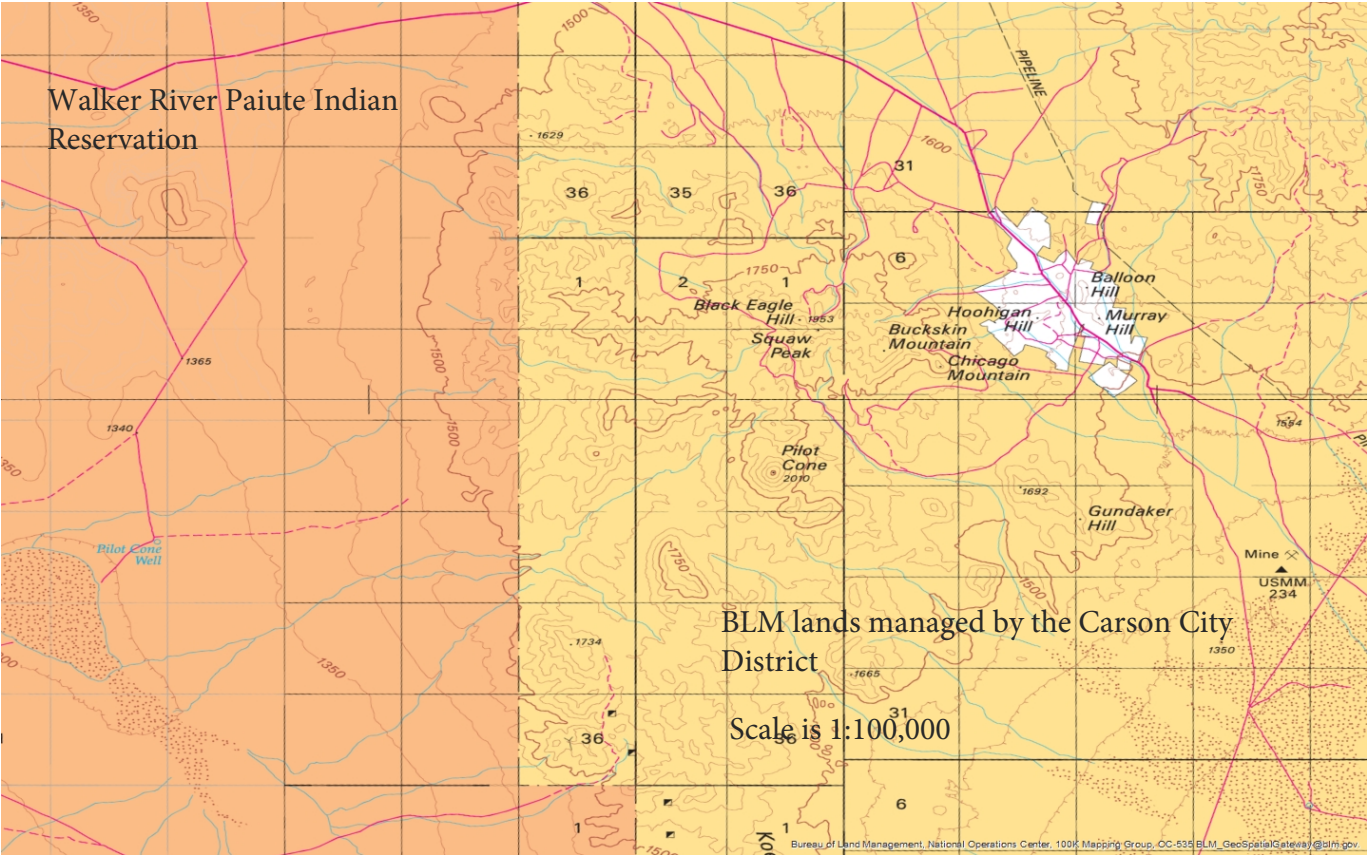 1350
1500
PIPELINE
Walker River Paiute Indian
Reservation
1629
1600
31
36
35
36
1750
6
1
2
1750
1
Balloon
Hill
Black Eagle
Hill
1853
Hoohigan
Hill
Murray
Hill
Buckskin
Mountain
Squaw
Peak
Chicago
Mountain
1365
1500
1340
1500
1554
Pilot
Cone
2010
1692
Gundaker
Hill
Pilot Cone
Well
1750
Mine
USMM
234
1500
BLM lands managed by the Carson City
District
1734
1350
1350
1665
31
Scale is 1:100,000
36
36
6
1
1
Koe
1500
Bureau of Land Management, National Operations Center, 100K Mapping Group, OC-535 BLM_GeoSpatialGateway@blm.gov.